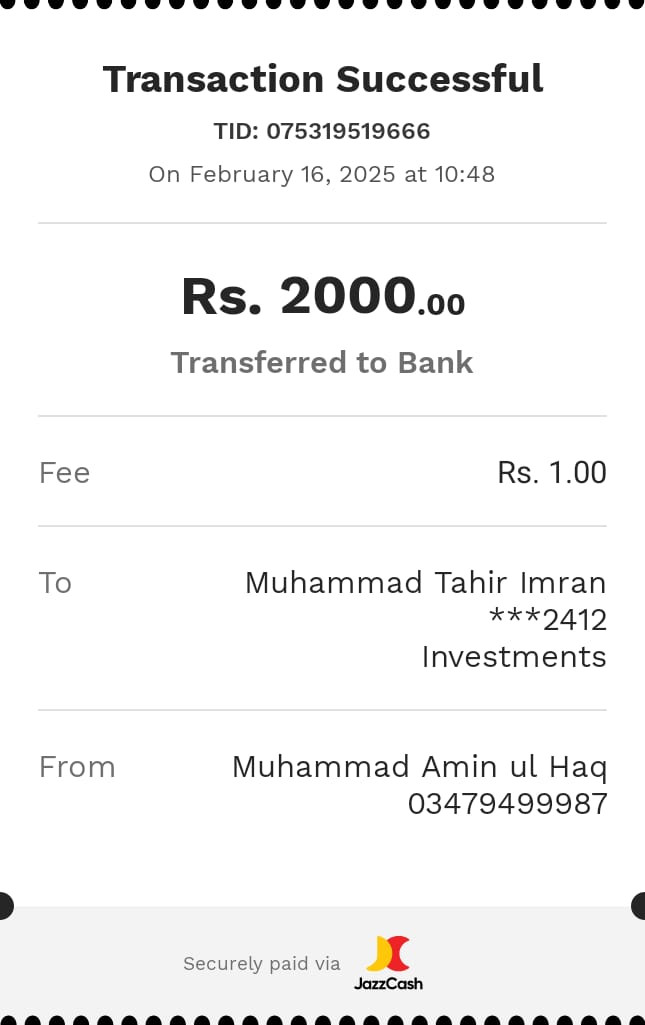 Transaction Successful
TID: 075319519666
On February 16, 2025 at 10:48
Rs. 2000.00
Transferred to Bank
Fee Rs. 1.00
To Muhammad Tahir Imran
***2412
Investments
From Muhammad Amin ul Haq
03479499987
Securely paid via JazzCash